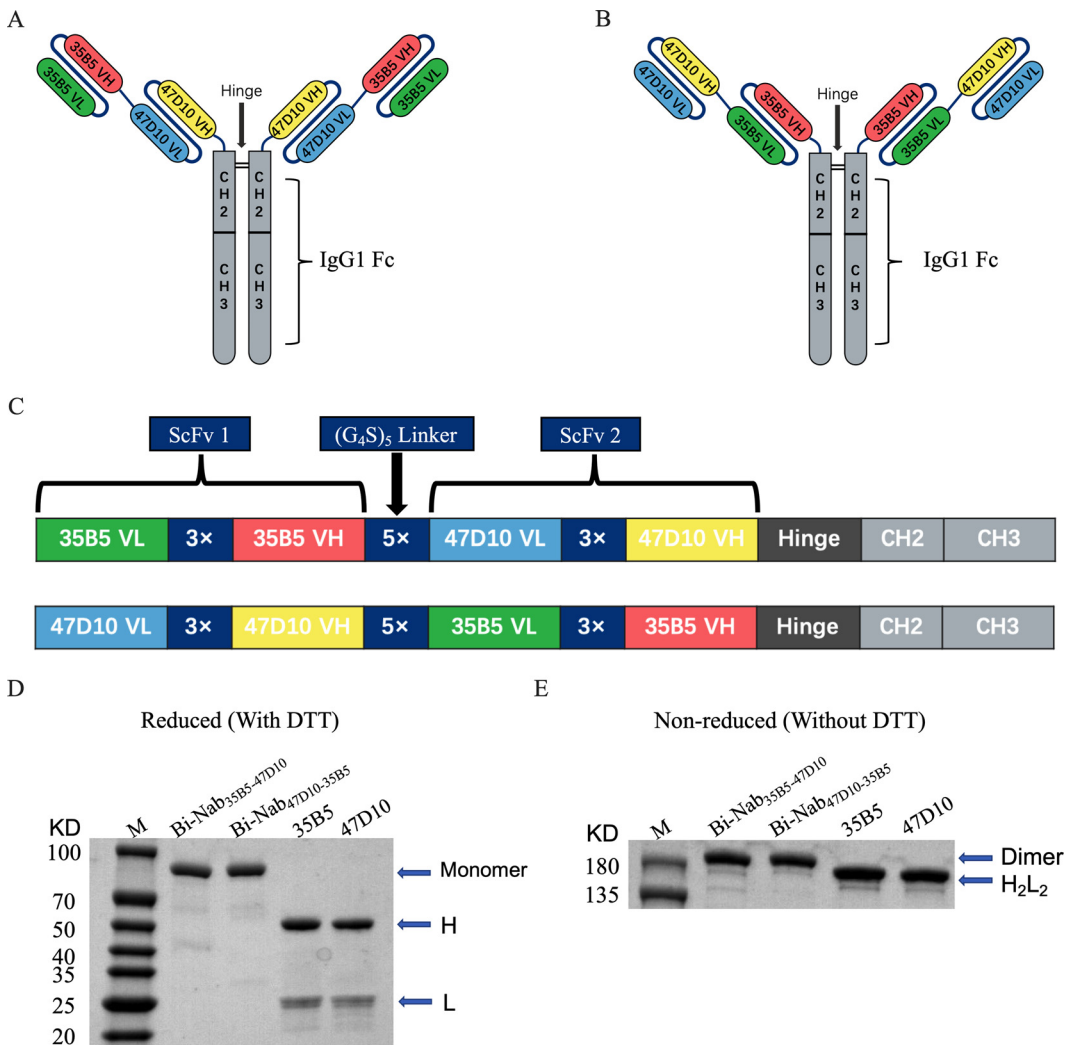 A
35B5 VH
35B5 VL
47D10 VH
47D10 VL
Hinge
47D10 VH
47D10 VL
35B5 VH
35B5 VL
CH2
CH2
CH3
CH3
IgG1 Fc
B
47D10 VH
47D10 VL
35B5 VH
35B5 VL
Hinge
35B5 VH
35B5 VL
47D10 VH
47D10 VL
CH2
CH2
CH3
CH3
IgG1 Fc
C
ScFv 1
(G₄S)₅ Linker
ScFv 2
35B5 VL 3× 35B5 VH 5× 47D10 VL 3× 47D10 VH Hinge CH2 CH3
47D10 VL 3× 47D10 VH 5× 35B5 VL 3× 35B5 VH Hinge CH2 CH3
D
Reduced (With DTT)
KD
M
Bi-Nab35B5-47D10
Bi-Nab47D10-35B5
35B5
47D10
100
70
50
40
35
25
20
Monomer
H
L
E
Non-reduced (Without DTT)
KD
M
Bi-Nab35B5-47D10
Bi-Nab47D10-35B5
35B5
47D10
180
135
Dimer
H₂L₂